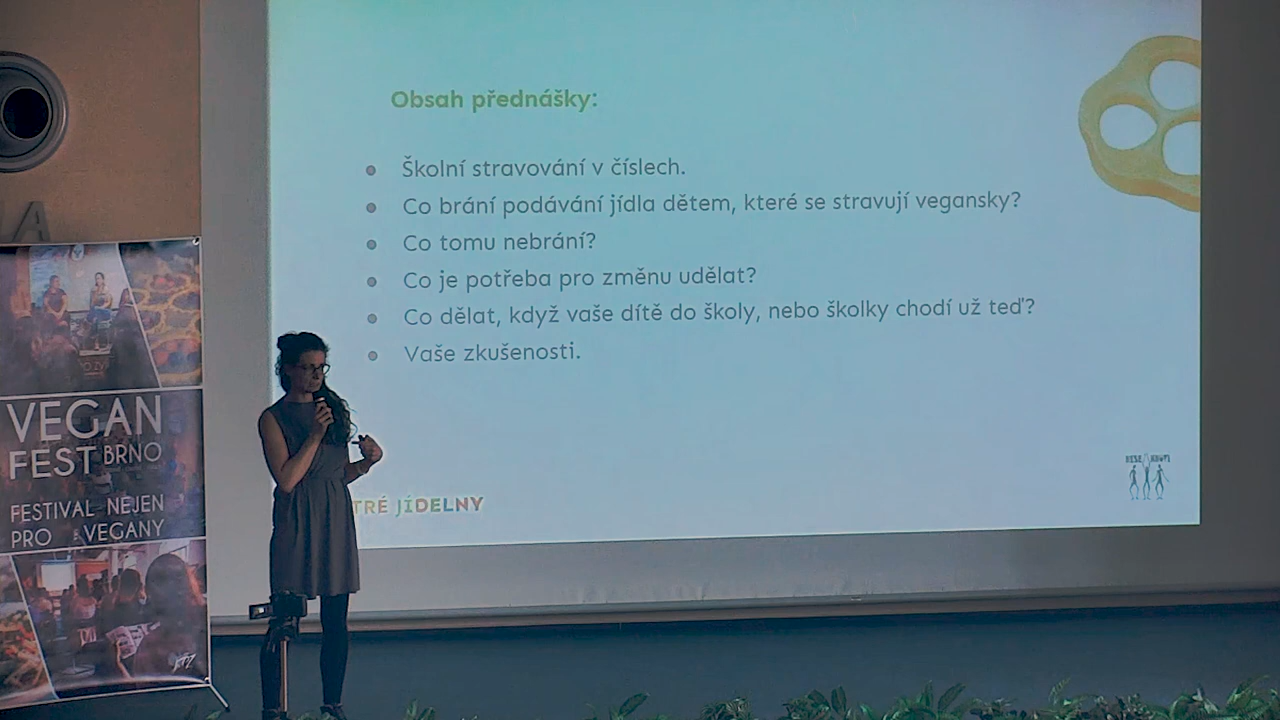 Obsah přednášky:
Školní stravování v číslech.
Co brání podávání jídla dětem, které se stravují vegansky?
Co tomu nebrání?
Co je potřeba pro změnu udělat?
Co dělat, když vaše dítě do školy, nebo školky chodí už teď?
Vaše zkušenosti.
TRÉ JÍDELNY
VEGAN
FEST BRNO
FESTIVAL NEJEN
PRO VEGANY